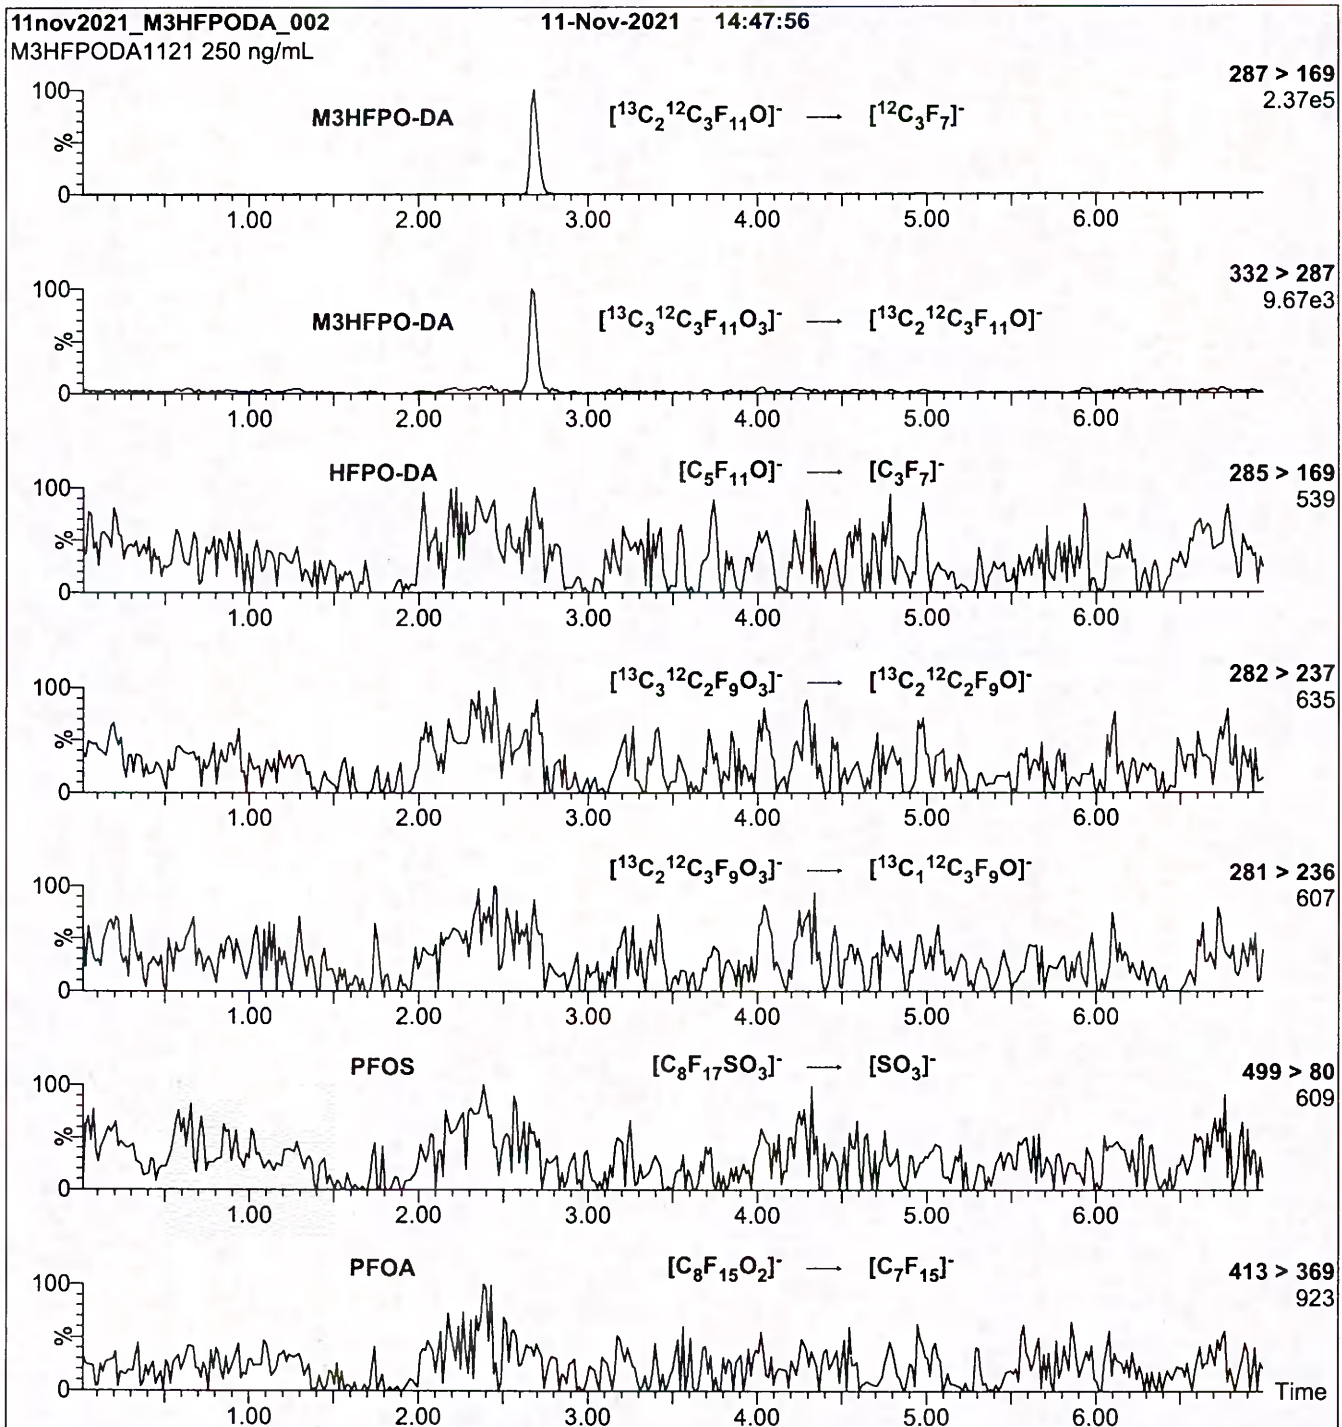 11nov2021_M3HFPODA_002 11-Nov-2021 14:47:56
M3HFPODA1121 250 ng/mL
287 > 169
2.37e5
M3HFPO-DA [¹³C₂¹²C₃F₁₁O]⁻ → [¹²C₃F₇]⁻
100
%
0
1.00 2.00 3.00 4.00 5.00 6.00
332 > 287
9.67e3
M3HFPO-DA [¹³C₃¹²C₃F₁₁O₃]⁻ → [¹³C₂¹²C₃F₁₁O]⁻
100
%
0
1.00 2.00 3.00 4.00 5.00 6.00
HFPO-DA [C₅F₁₁O]⁻ → [C₃F₇]⁻ 285 > 169
539
100
%
0
1.00 2.00 3.00 4.00 5.00 6.00
[¹³C₃¹²C₂F₉O₃]⁻ → [¹³C₂¹²C₂F₉O]⁻ 282 > 237
635
100
%
0
1.00 2.00 3.00 4.00 5.00 6.00
[¹³C₂¹²C₃F₉O₃]⁻ → [¹³C₁¹²C₃F₉O]⁻ 281 > 236
607
100
%
0
1.00 2.00 3.00 4.00 5.00 6.00
PFOS [C₈F₁₇SO₃]⁻ → [SO₃]⁻ 499 > 80
609
100
%
0
1.00 2.00 3.00 4.00 5.00 6.00
PFOA [C₈F₁₅O₂]⁻ → [C₇F₁₅]⁻ 413 > 369
923
100
%
0
Time
1.00 2.00 3.00 4.00 5.00 6.00